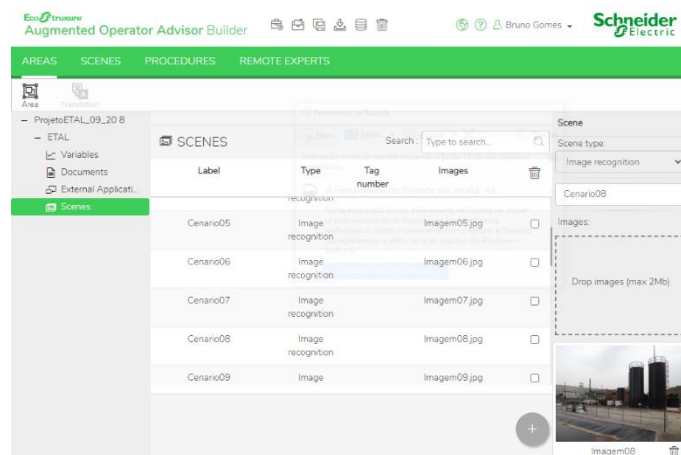 EcoStruxure
Augmented Operator Advisor Builder
Bruno Gomes
Schneider
Electric
AREAS SCENES PROCEDURES REMOTE EXPERTS
Area Translation
ProjetoETAL_09_20 8
ETAL
Variables
Documents
External Applicati...
Scenes
SCENES
Search : Type to search...
Label Type Tag number Images
recognition
Cenario05 Image recognition Imagem05.jpg
Cenario06 Image recognition Imagem06.jpg
Cenario07 Image recognition Imagem07.jpg
Cenario08 Image recognition Imagem08.jpg
Cenario09 Image Imagem09.jpg
+
Scene
Scene type:
Image recognition
Cenario08
Images:
Drop images (max 2Mb)
Imagem08